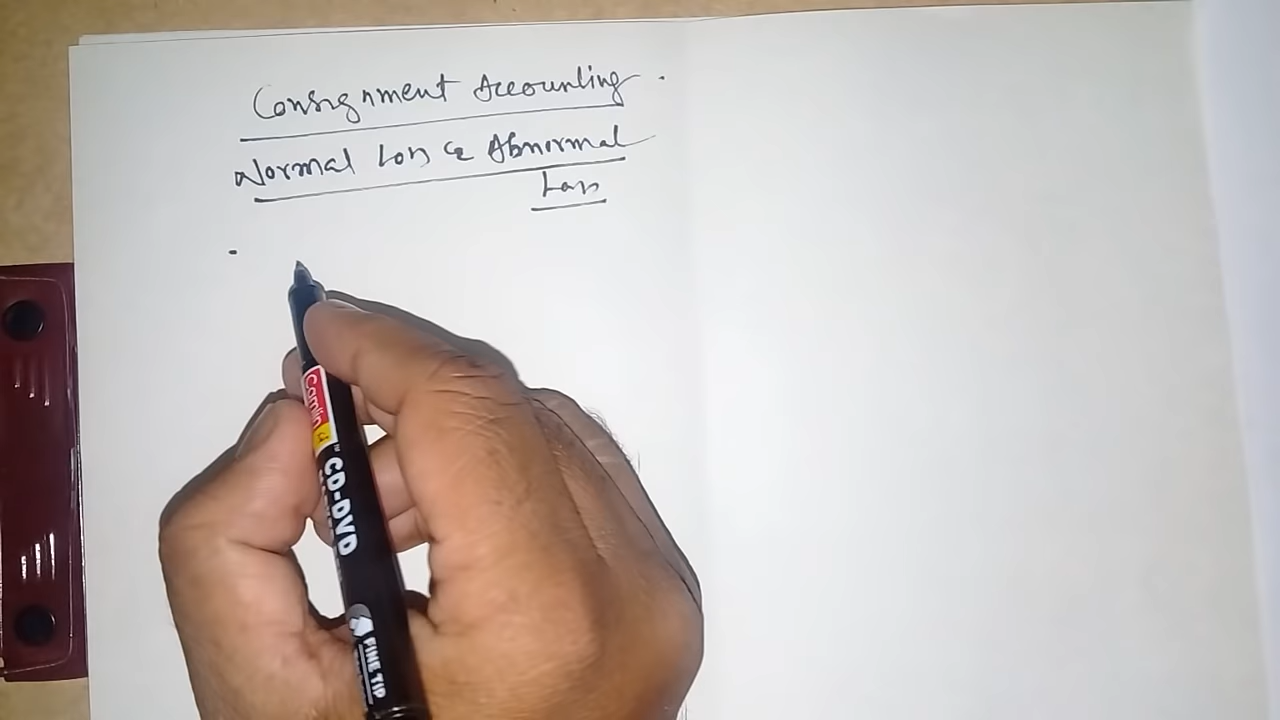 Consignment Accounting.
Normal Loss & Abnormal
Loss
Camlin
CD-DVD
FINE TIP